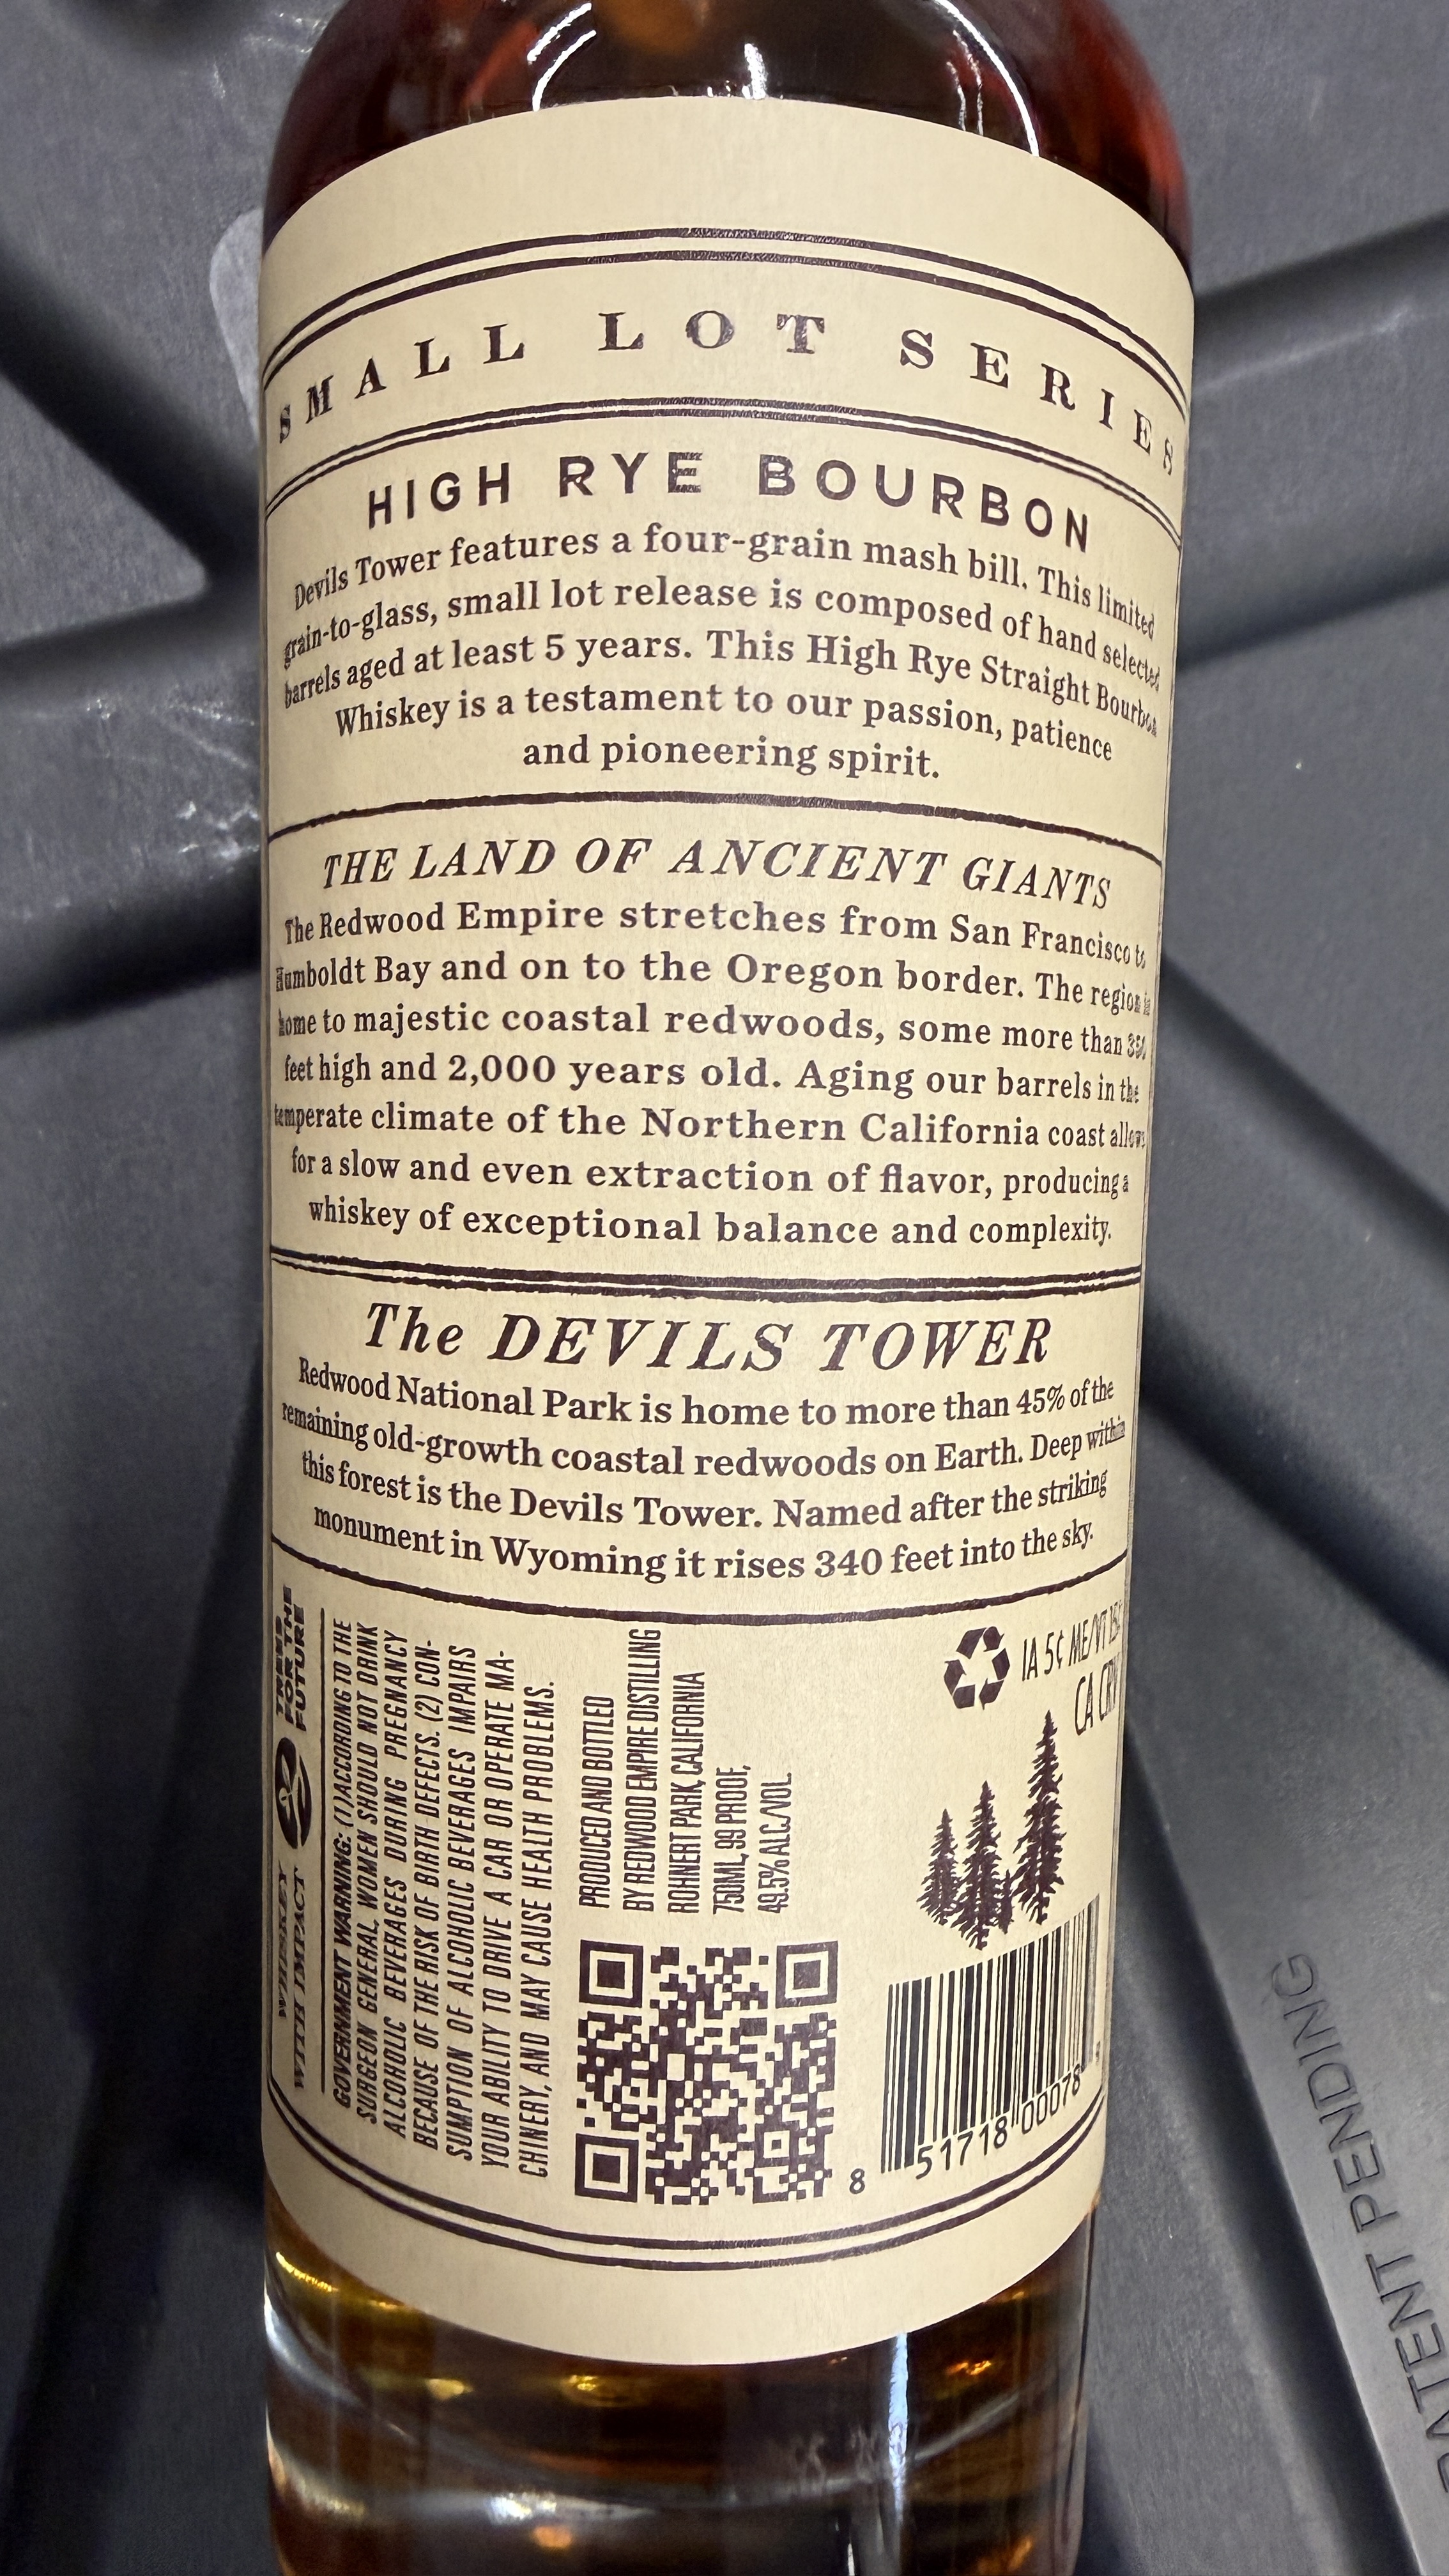 SMALL LOT SERIES
HIGH RYE BOURBON
Devils Tower features a four-grain mash bill. This limited
grain-to-glass, small lot release is composed of hand selected
barrels aged at least 5 years. This High Rye Straight Bourbon
Whiskey is a testament to our passion, patience
and pioneering spirit.
THE LAND OF ANCIENT GIANTS
The Redwood Empire stretches from San Francisco to
Humboldt Bay and on to the Oregon border. The region is
home to majestic coastal redwoods, some more than 350
feet high and 2,000 years old. Aging our barrels in the
temperate climate of the Northern California coast allows
for a slow and even extraction of flavor, producing a
whiskey of exceptional balance and complexity.
The DEVILS TOWER
Redwood National Park is home to more than 45% of the
remaining old-growth coastal redwoods on Earth. Deep within
this forest is the Devils Tower. Named after the striking
monument in Wyoming it rises 340 feet into the sky.
WHISKEY
WITH IMPACT
TREES
FOR THE
FUTURE
GOVERNMENT WARNING: (1) ACCORDING TO THE
SURGEON GENERAL, WOMEN SHOULD NOT DRINK
ALCOHOLIC BEVERAGES DURING PREGNANCY
BECAUSE OF THE RISK OF BIRTH DEFECTS. (2) CON-
SUMPTION OF ALCOHOLIC BEVERAGES IMPAIRS
YOUR ABILITY TO DRIVE A CAR OR OPERATE MA-
CHINERY, AND MAY CAUSE HEALTH PROBLEMS.
PRODUCED AND BOTTLED
BY REDWOOD EMPIRE DISTILLING
ROHNERT PARK, CALIFORNIA
750ML, 99 PROOF,
49.5% ALC./VOL.
IA 5¢ ME/VT 15¢
CA CRV
8 51718 00078
PATENT PENDING